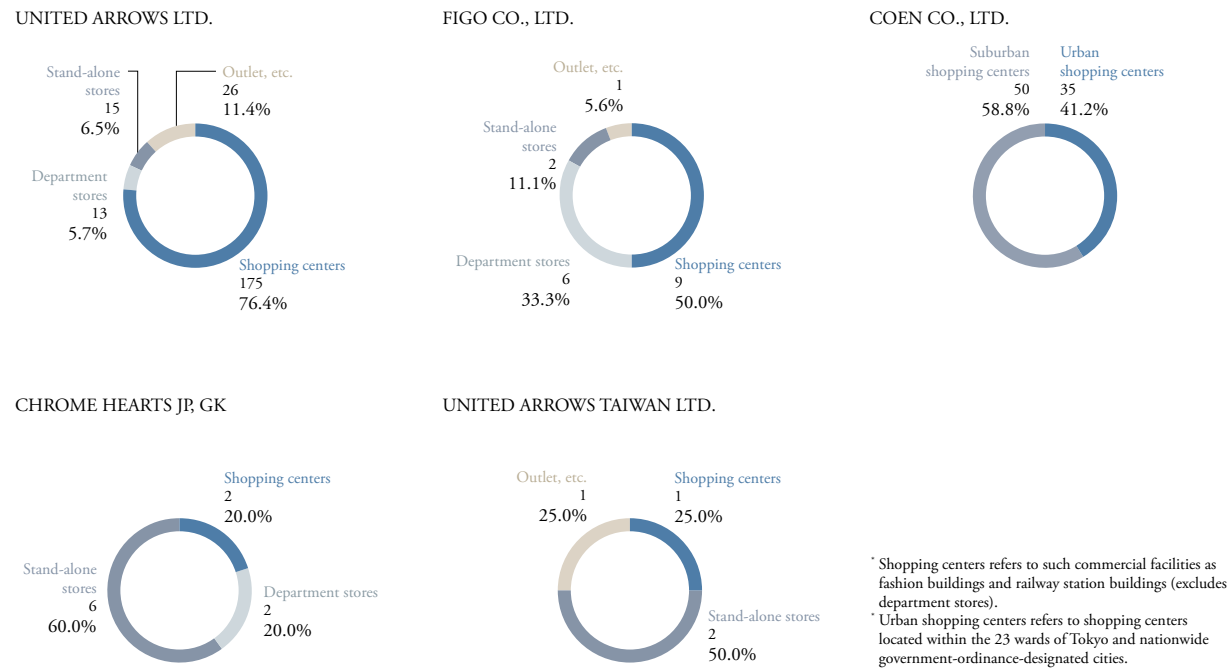 UNITED ARROWS LTD.
Stand-alone
stores
15
6.5%
Outlet, etc.
26
11.4%
Department
stores
13
5.7%
Shopping centers
175
76.4%
FIGO CO., LTD.
Outlet, etc.
1
5.6%
Stand-alone
stores
2
11.1%
Department stores
6
33.3%
Shopping centers
9
50.0%
COEN CO., LTD.
Suburban
shopping centers
50
58.8%
Urban
shopping centers
35
41.2%
CHROME HEARTS JP, GK
Shopping centers
2
20.0%
Stand-alone
stores
6
60.0%
Department stores
2
20.0%
UNITED ARROWS TAIWAN LTD.
Outlet, etc.
1
25.0%
Shopping centers
1
25.0%
Stand-alone stores
2
50.0%
* Shopping centers refers to such commercial facilities as
fashion buildings and railway station buildings (excludes
department stores).
* Urban shopping centers refers to shopping centers
located within the 23 wards of Tokyo and nationwide
government-ordinance-designated cities.